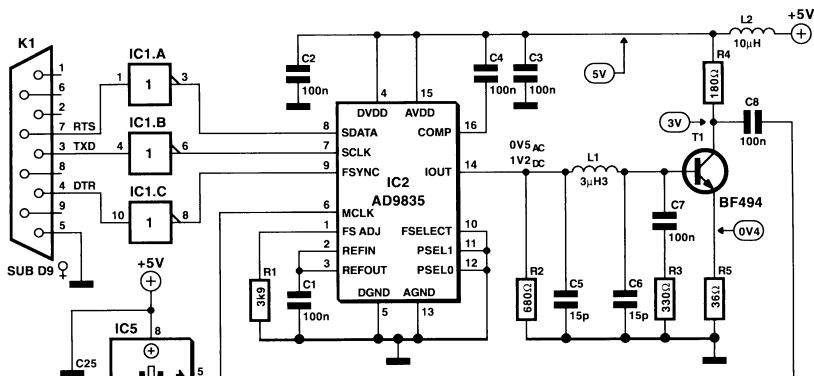 +5V
L2
10µH
K1
IC1.A
1
1
3
1
6
2
7 RTS
3 TXD
8
4 DTR
9
5
SUB D9
IC1.B
4
1
6
IC1.C
10
1
8
C2
100n
C4
100n
C3
100n
5V
R4
180Ω
3V
C8
100n
T1
BF494
0V4
4
15
DVDD
AVDD
8 SDATA
COMP 16
7 SCLK
9 FSYNC
IC2
AD9835
IOUT 14
0V5 AC
1V2 DC
L1
3µH3
6 MCLK
1 FS ADJ
FSELECT 10
2 REFIN
PSEL1 11
3 REFOUT
PSEL0 12
DGND
AGND
5
13
R1
3k9
C1
100n
R2
680Ω
C5
15p
C6
15p
C7
100n
R3
330Ω
R5
36Ω
+5V
IC5
8
C25
5